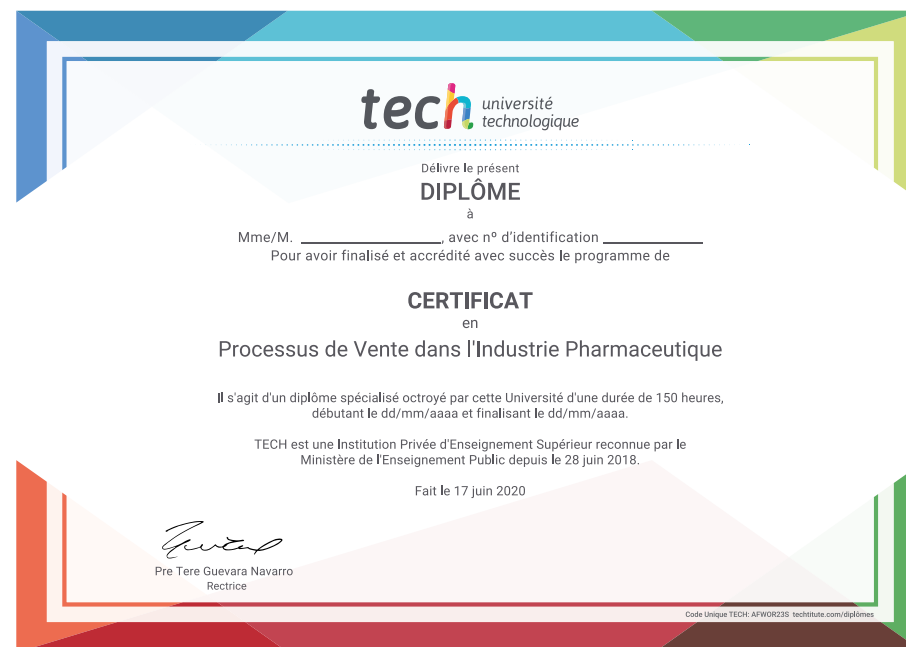 tech université
technologique
Délivre le présent
DIPLÔME
à
Mme/M. ____________________, avec nº d'identification ______________
Pour avoir finalisé et accrédité avec succès le programme de
CERTIFICAT
en
Processus de Vente dans l'Industrie Pharmaceutique
Il s'agit d'un diplôme spécialisé octroyé par cette Université d'une durée de 150 heures,
débutant le dd/mm/aaaa et finalisant le dd/mm/aaaa.
TECH est une Institution Privée d'Enseignement Supérieur reconnue par le
Ministère de l'Enseignement Public depuis le 28 juin 2018.
Fait le 17 juin 2020
Pre Tere Guevara Navarro
Rectrice
Code Unique TECH: AFWOR23S techtitute.com/diplômes